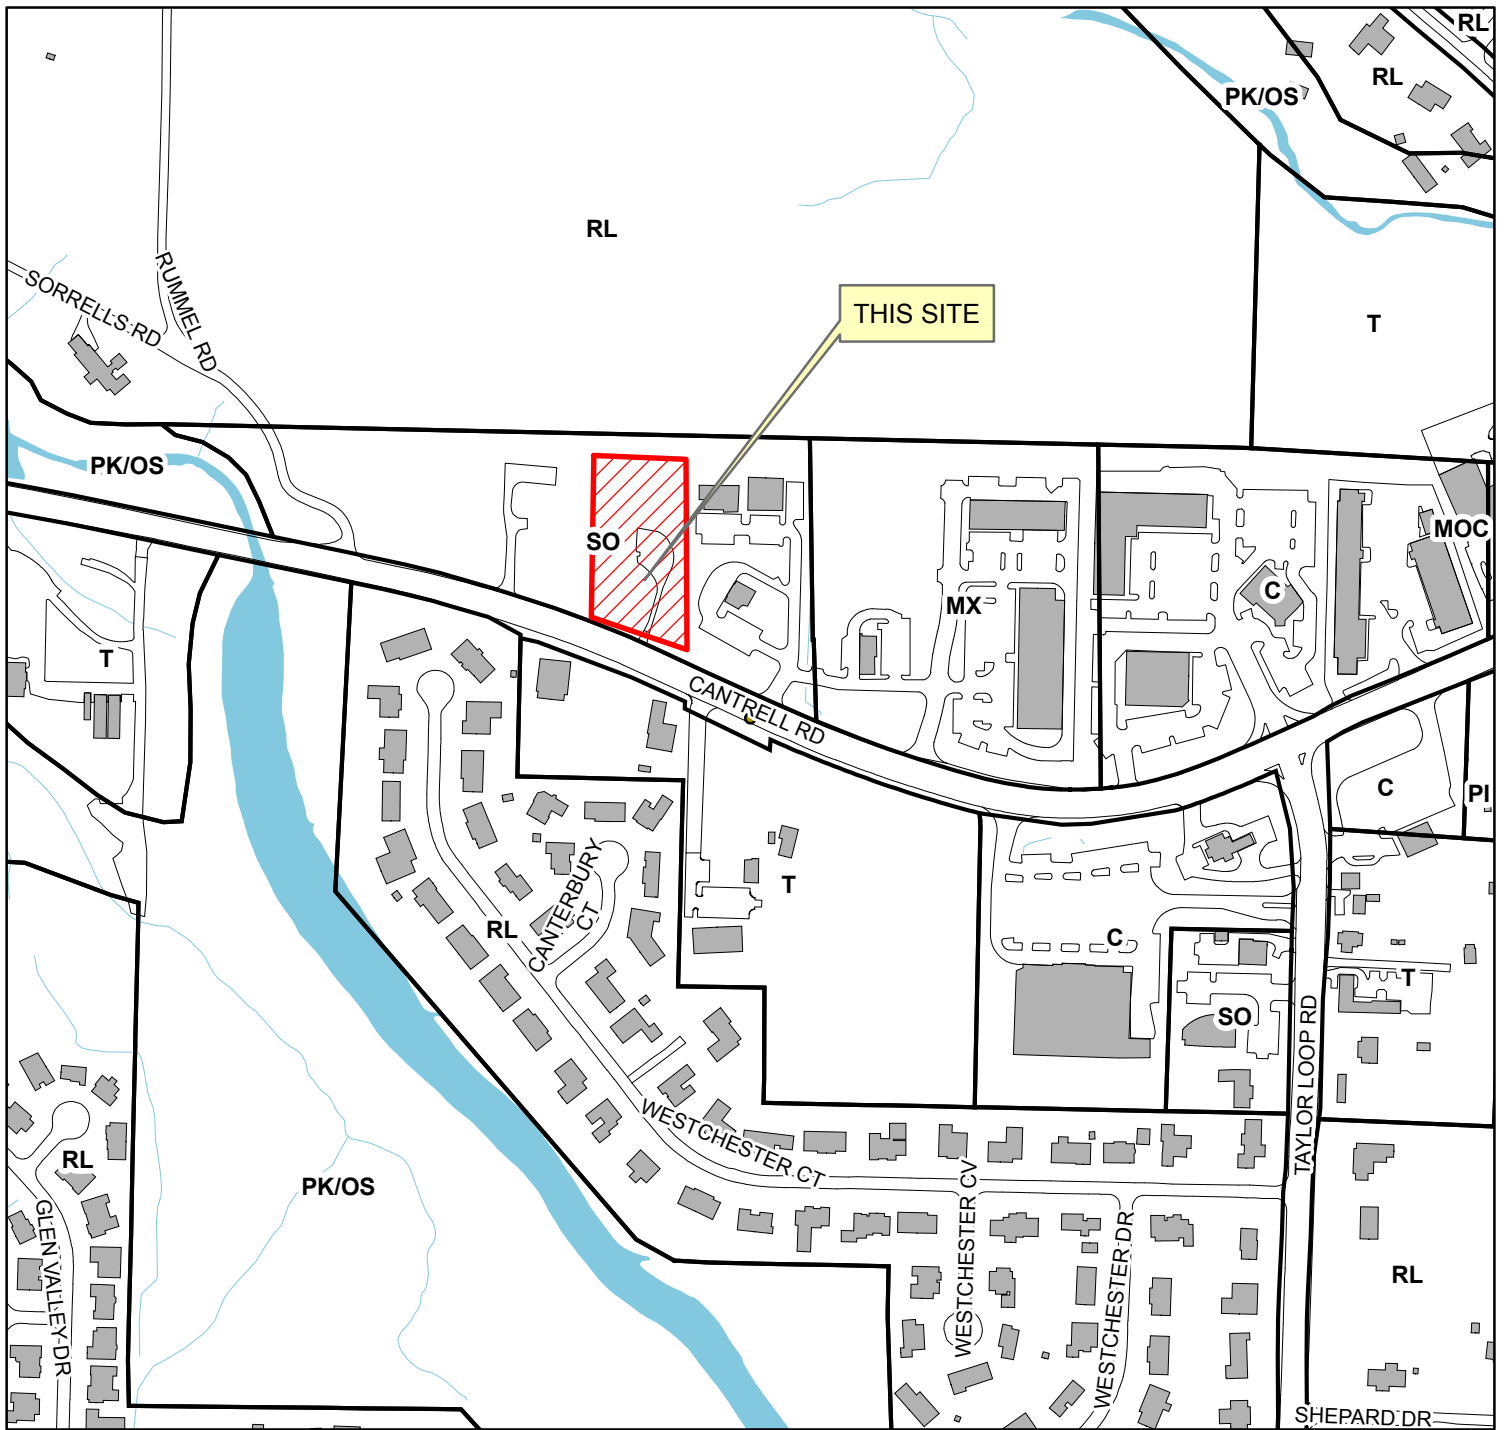 RL
RL
PK/OS
RL
THIS SITE
T
SORRELLS RD
RUMMEL RD
PK/OS
SO
MOC
C
MX
T
CANTRELL RD
C
PI
T
CANTERBURY
CT
RL
C
T
SO
TAYLOR LOOP RD
WESTCHESTER CT
RL
PK/OS
WESTCHESTER CV
WESTCHESTER DR
GLEN VALLEY DR
RL
SHEPARD DR